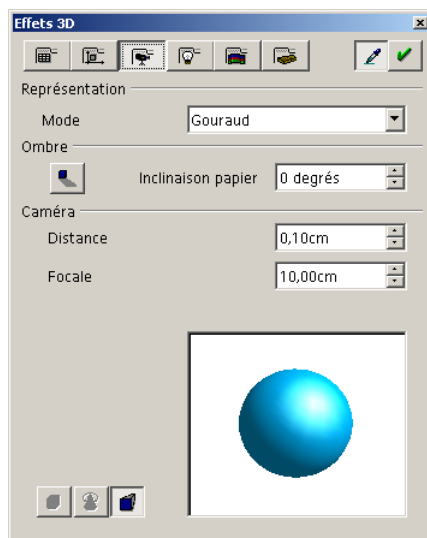 Effets 3D
Représentation
Mode Gouraud
Ombre
Inclinaison papier 0 degrés
Caméra
Distance 0,10cm
Focale 10,00cm